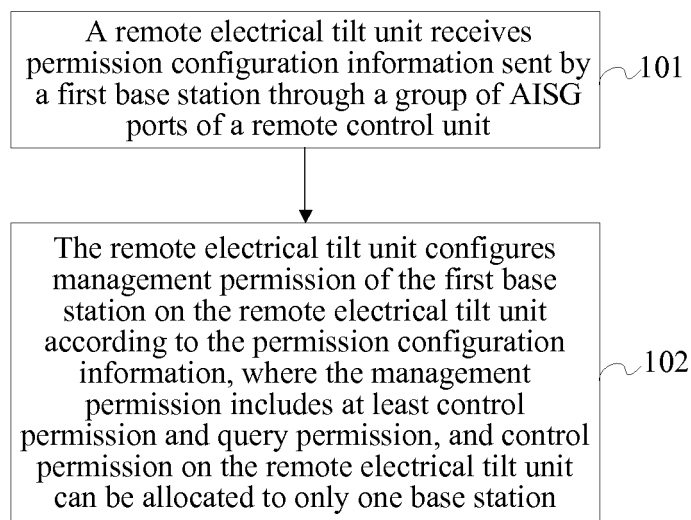 A remote electrical tilt unit receives
permission configuration information sent by
a first base station through a group of AISG
ports of a remote control unit
101
The remote electrical tilt unit configures
management permission of the first base
station on the remote electrical tilt unit
according to the permission configuration
information, where the management
permission includes at least control
permission and query permission, and control
permission on the remote electrical tilt unit
can be allocated to only one base station
102